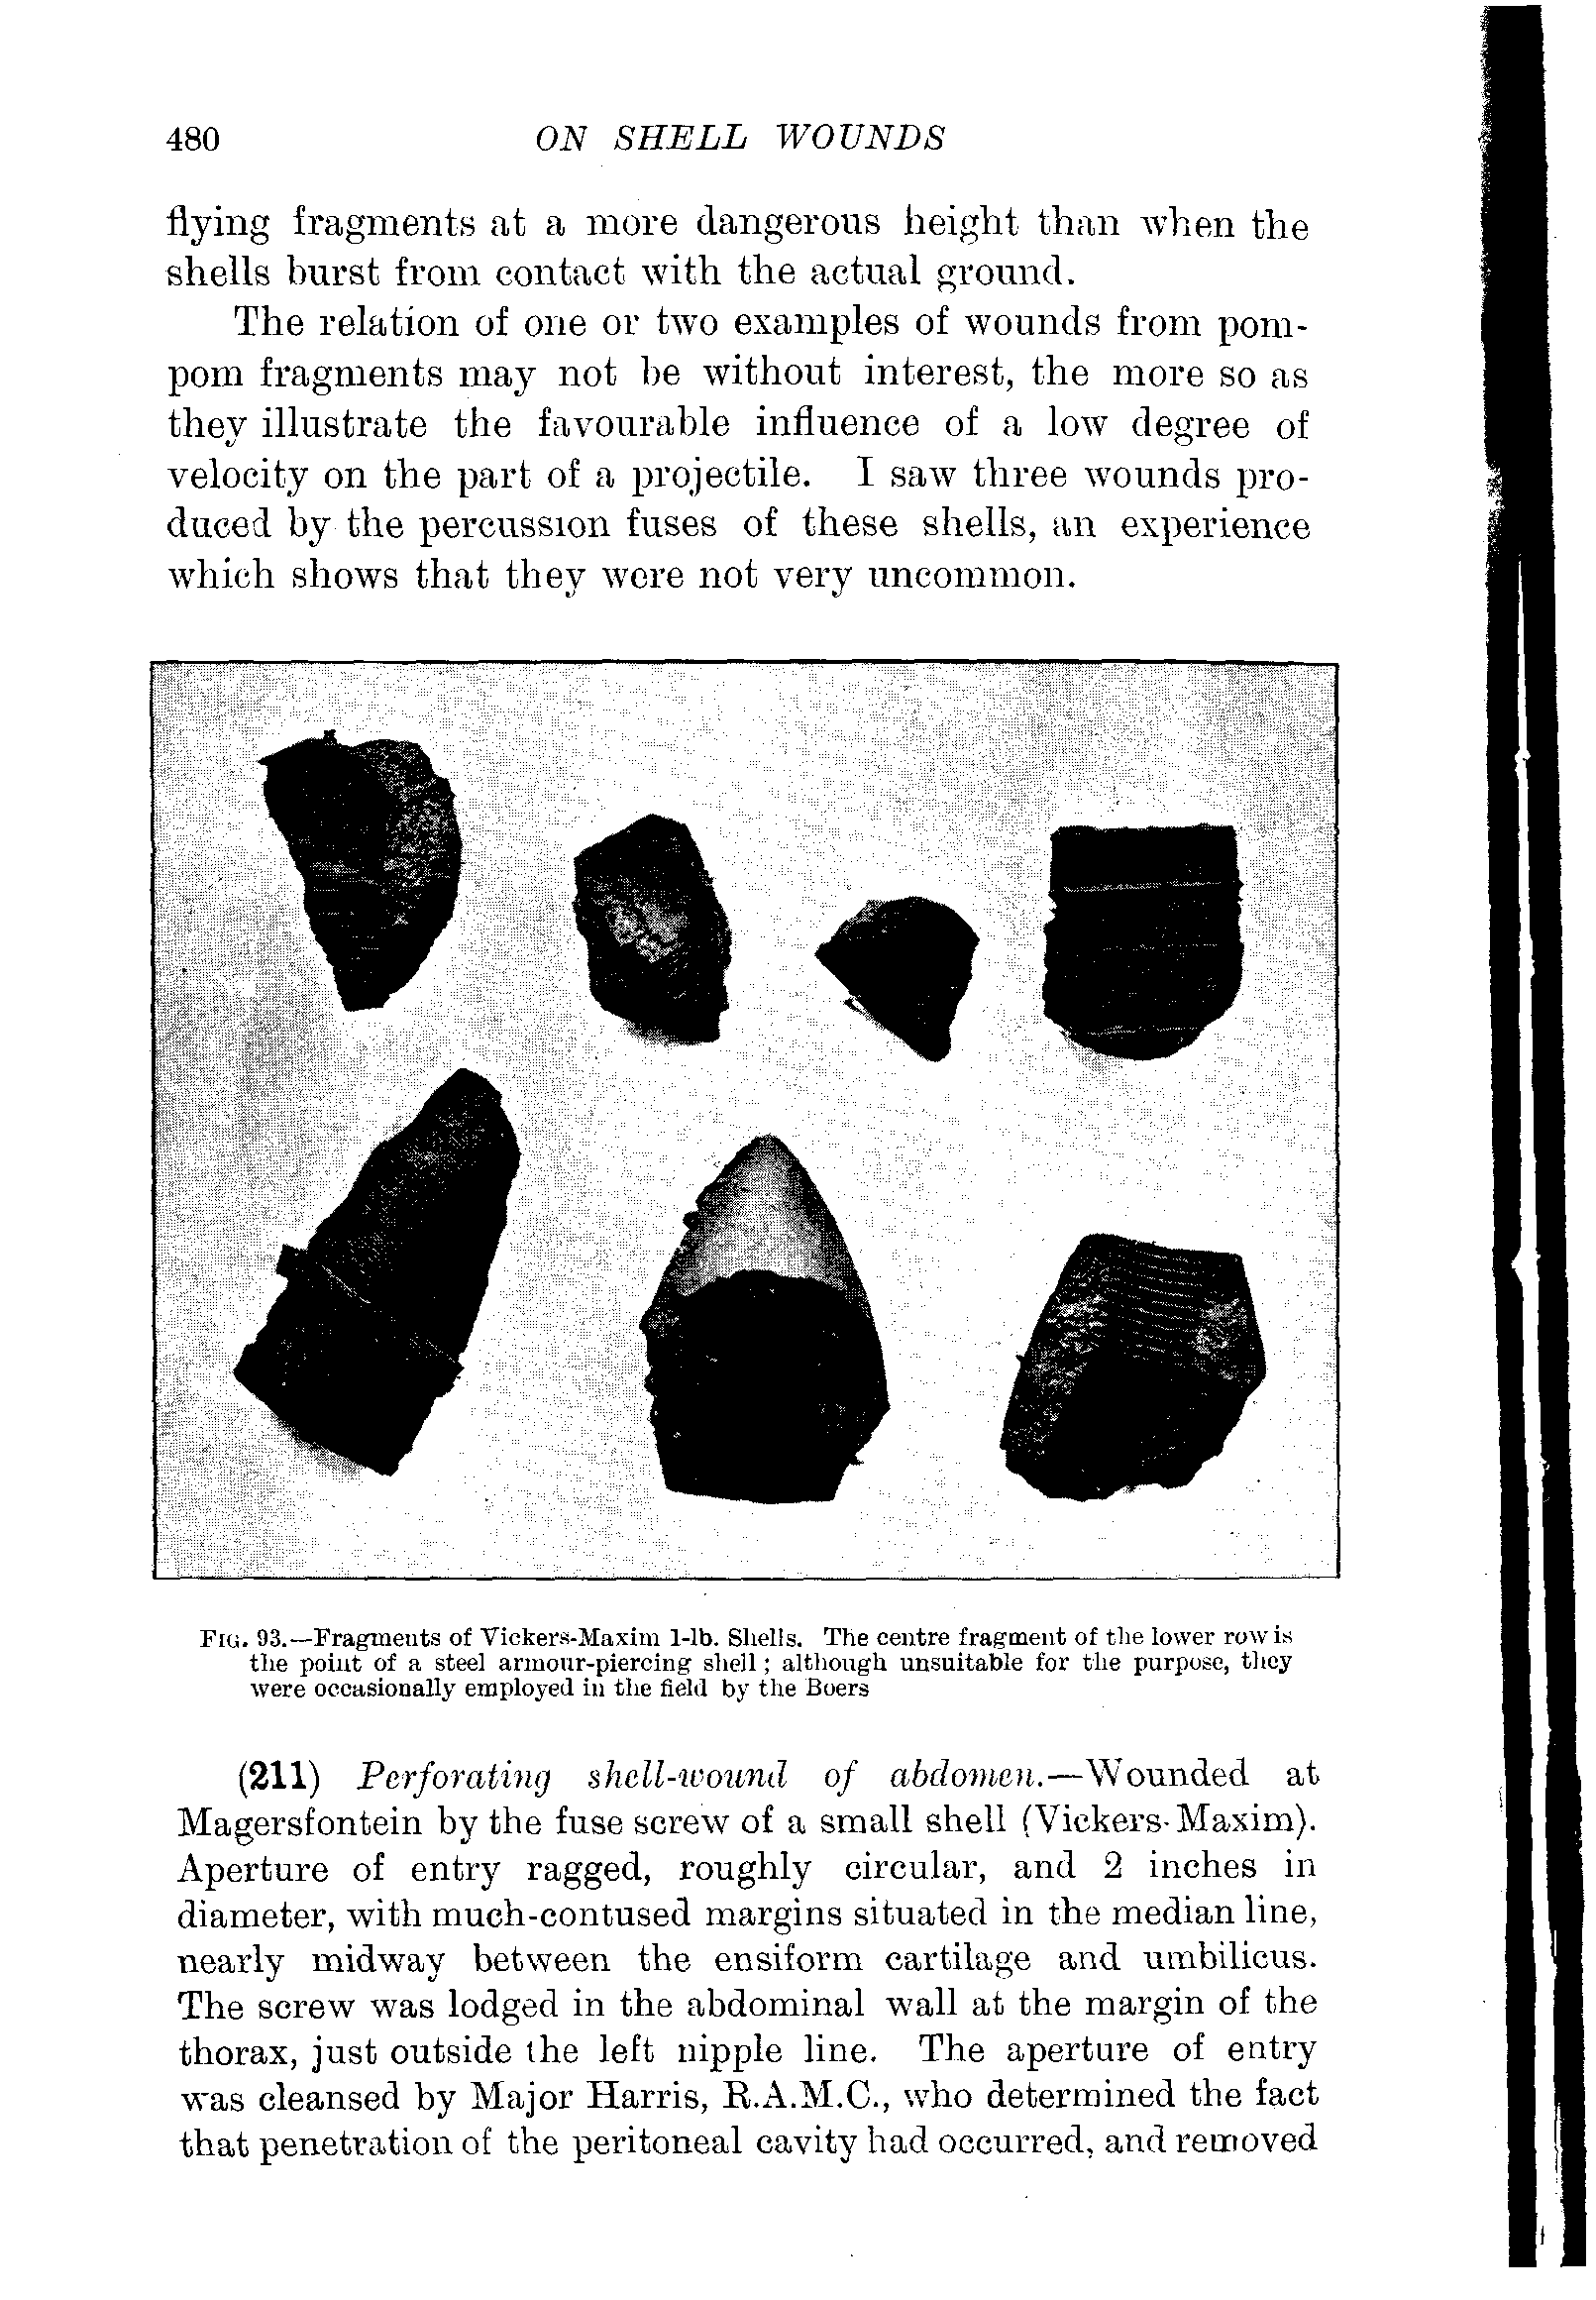 480 ON SHELL WOUNDS
flying fragments at a more dangerous height than when the
shells burst from contact with the actual ground.
The relation of one or two examples of wounds from pom-
pom fragments may not be without interest, the more so as
they illustrate the favourable influence of a low degree of
velocity on the part of a projectile. I saw three wounds pro-
duced by the percussion fuses of these shells, an experience
which shows that they were not very uncommon.
FIG. 93.—Fragments of Vickers-Maxim 1-lb. Shells. The centre fragment of the lower row is
the point of a steel armour-piercing shell; although unsuitable for the purpose, they
were occasionally employed in the field by the Boers
(211) Perforating shell-wound of abdomen.—Wounded at
Magersfontein by the fuse screw of a small shell (Vickers-Maxim).
Aperture of entry ragged, roughly circular, and 2 inches in
diameter, with much-contused margins situated in the median line,
nearly midway between the ensiform cartilage and umbilicus.
The screw was lodged in the abdominal wall at the margin of the
thorax, just outside the left nipple line. The aperture of entry
was cleansed by Major Harris, R.A.M.C., who determined the fact
that penetration of the peritoneal cavity had occurred, and removed